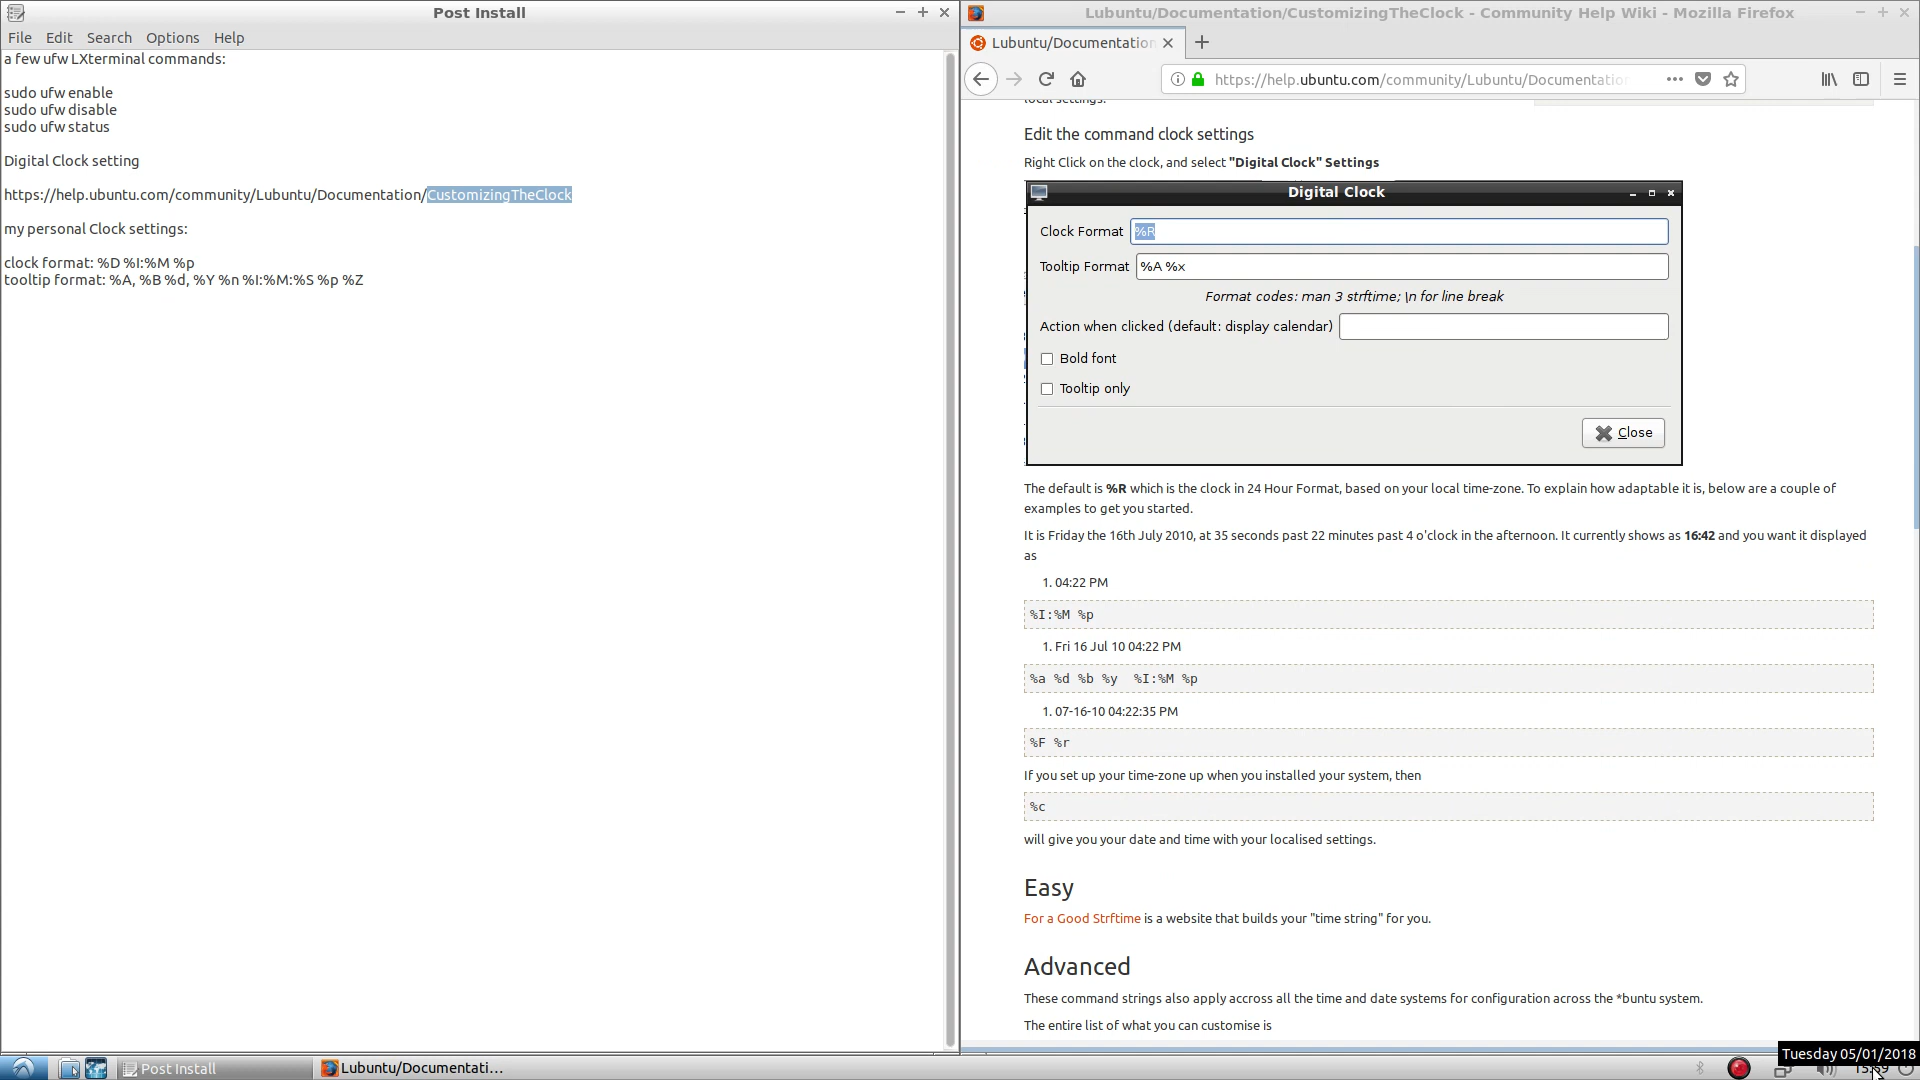 Post Install
File Edit Search Options Help
a few ufw LXterminal commands:
sudo ufw enable
sudo ufw disable
sudo ufw status
Digital Clock setting
https://help.ubuntu.com/community/Lubuntu/Documentation/CustomizingTheClock
my personal Clock settings:
clock format: %D %I:%M %p
tooltip format: %A, %B %d, %Y %n %I:%M:%S %p %Z
Lubuntu/Documentation/CustomizingTheClock - Community Help Wiki - Mozilla Firefox
Lubuntu/Documentation
https://help.ubuntu.com/community/Lubuntu/Documentatio
local settings.
Edit the command clock settings
Right Click on the clock, and select "Digital Clock" Settings
Digital Clock
Clock Format %R
Tooltip Format %A %x
Format codes: man 3 strftime; \n for line break
Action when clicked (default: display calendar)
Bold font
Tooltip only
Close
The default is %R which is the clock in 24 Hour Format, based on your local time-zone. To explain how adaptable it is, below are a couple of
examples to get you started.
It is Friday the 16th July 2010, at 35 seconds past 22 minutes past 4 o'clock in the afternoon. It currently shows as 16:42 and you want it displayed
as
1. 04:22 PM
%I:%M %p
1. Fri 16 Jul 10 04:22 PM
%a %d %b %y  %I:%M %p
1. 07-16-10 04:22:35 PM
%F %r
If you set up your time-zone up when you installed your system, then
%c
will give you your date and time with your localised settings.
Easy
For a Good Strftime is a website that builds your "time string" for you.
Advanced
These command strings also apply accross all the time and date systems for configuration across the *buntu system.
The entire list of what you can customise is
Tuesday 05/01/2018
Post Install
Lubuntu/Documentati...
15:59